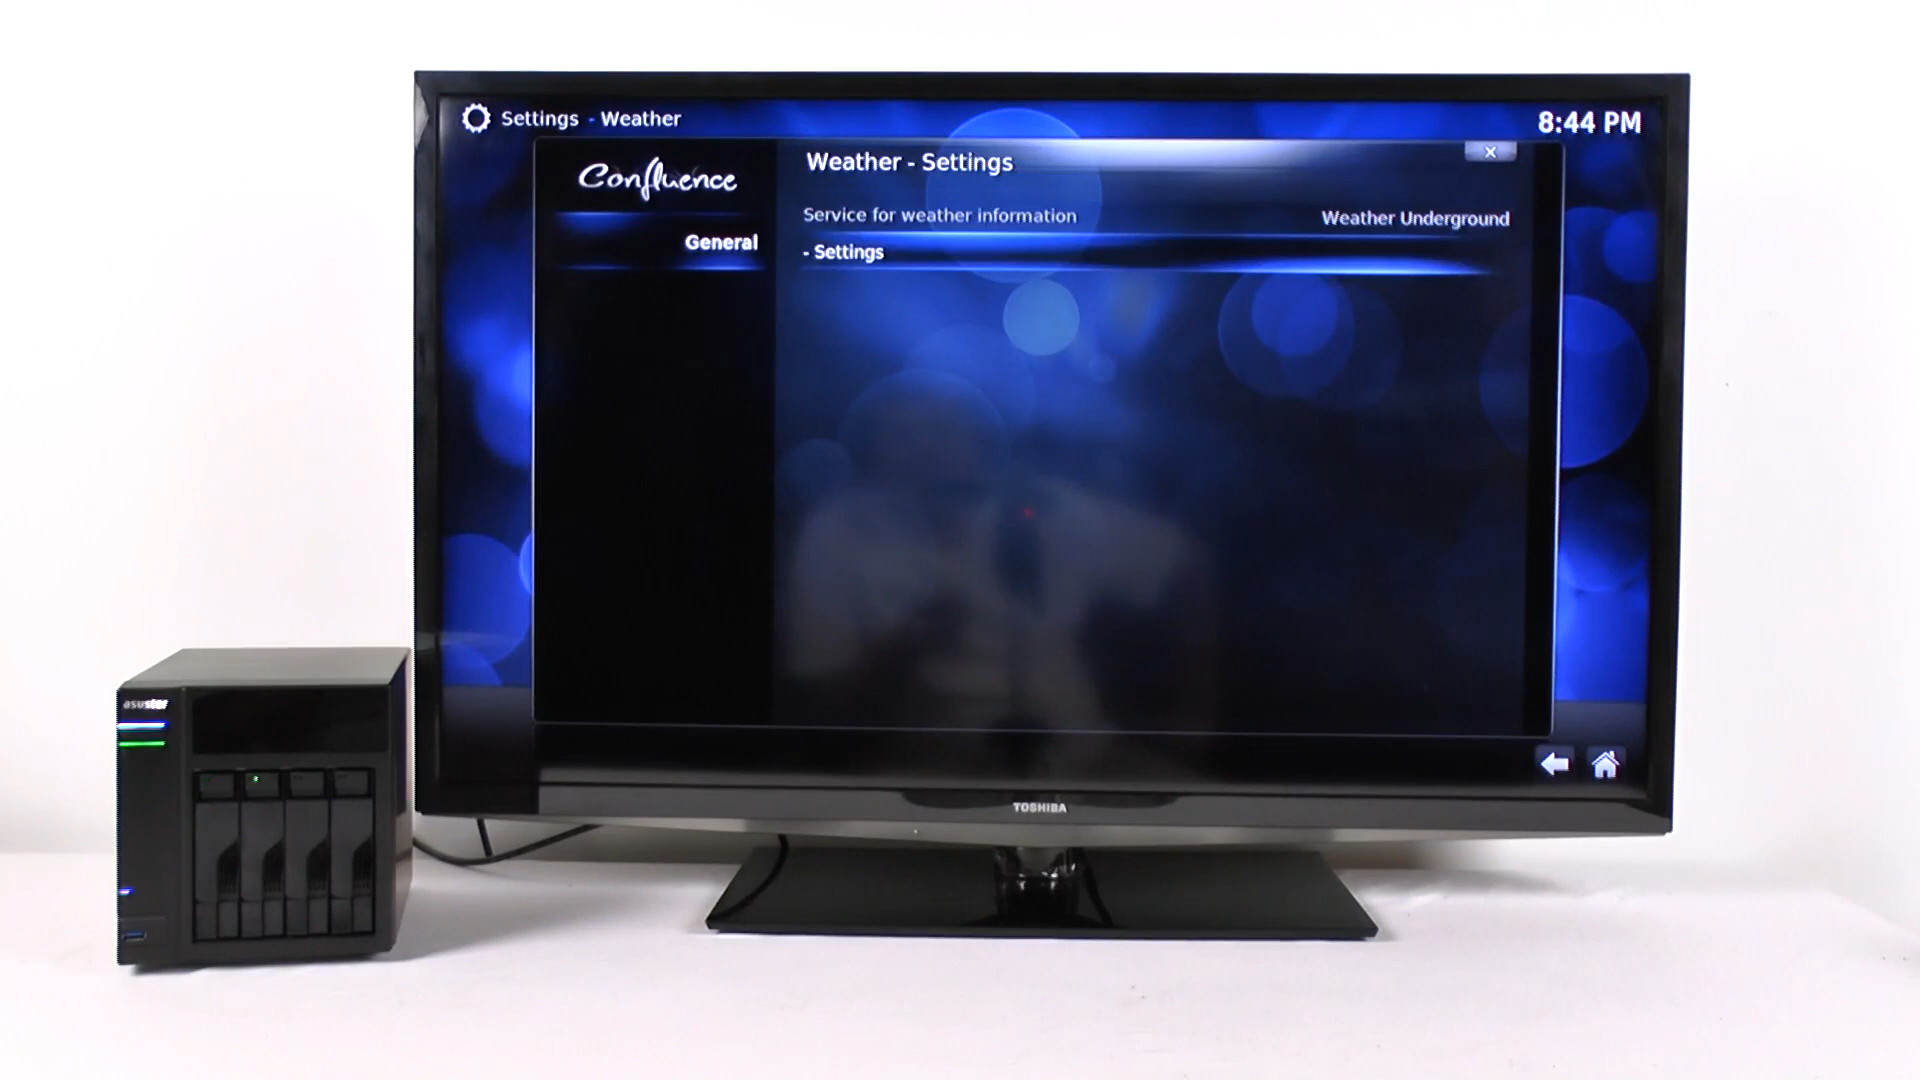 Settings - Weather
8:44 PM
Confluence
Weather - Settings
x
Service for weather information
Weather Underground
General
- Settings
asustor
TOSHIBA